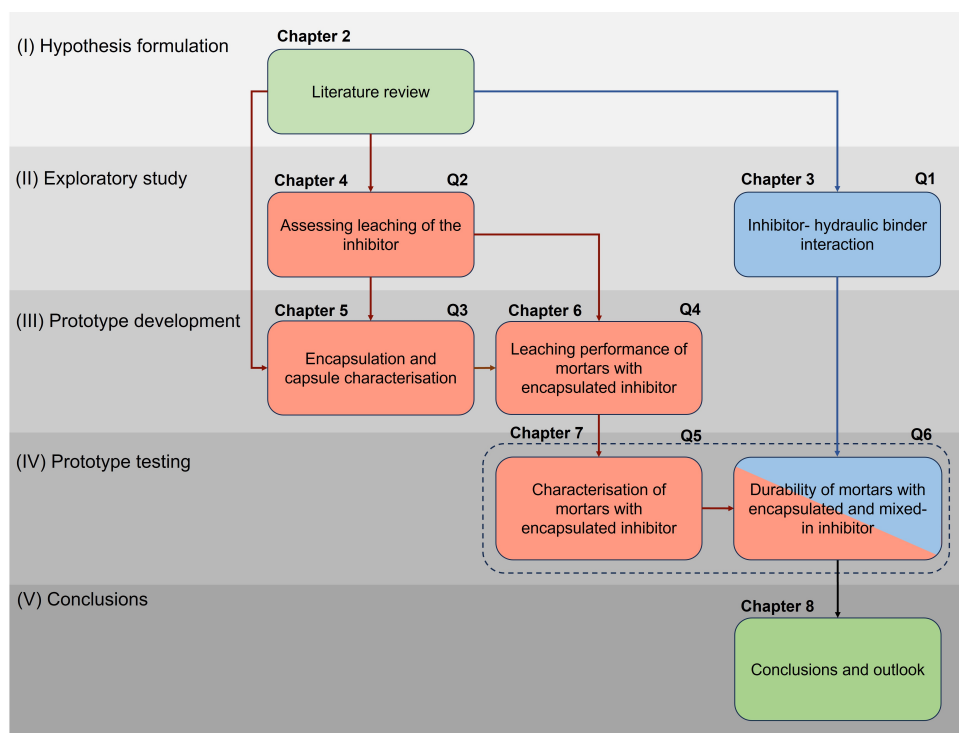 (I) Hypothesis formulation
Chapter 2
Literature review
(II) Exploratory study
Chapter 4
Q2
Assessing leaching of the
inhibitor
Chapter 3
Q1
Inhibitor- hydraulic binder
interaction
(III) Prototype development
Chapter 5
Q3
Encapsulation and
capsule characterisation
Chapter 6
Q4
Leaching performance of
mortars with
encapsulated inhibitor
(IV) Prototype testing
Chapter 7
Q5
Characterisation of
mortars with
encapsulated inhibitor
Q6
Durability of mortars with
encapsulated and mixed-
in inhibitor
(V) Conclusions
Chapter 8
Conclusions and outlook